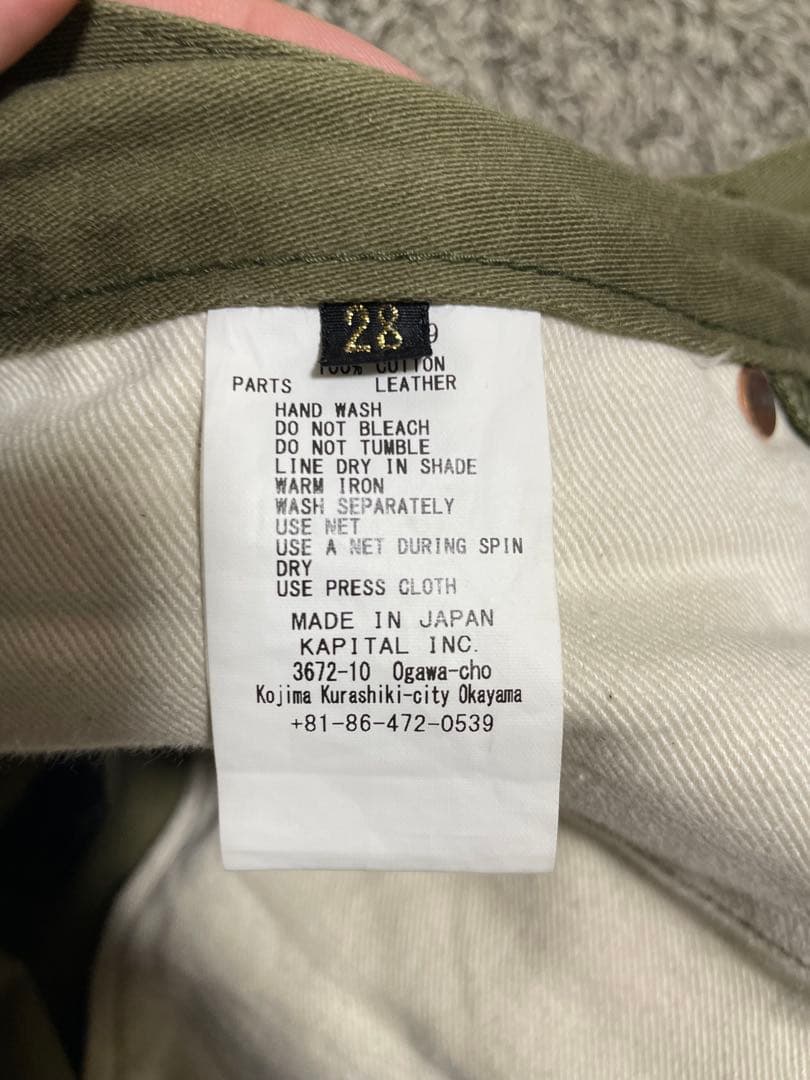 28
9
100% COTTON
PARTS LEATHER
HAND WASH
DO NOT BLEACH
DO NOT TUMBLE
LINE DRY IN SHADE
WARM IRON
WASH SEPARATELY
USE NET
USE A NET DURING SPIN
DRY
USE PRESS CLOTH
MADE IN JAPAN
KAPITAL INC.
3672-10 Ogawa-cho
Kojima Kurashiki-city Okayama
+81-86-472-0539